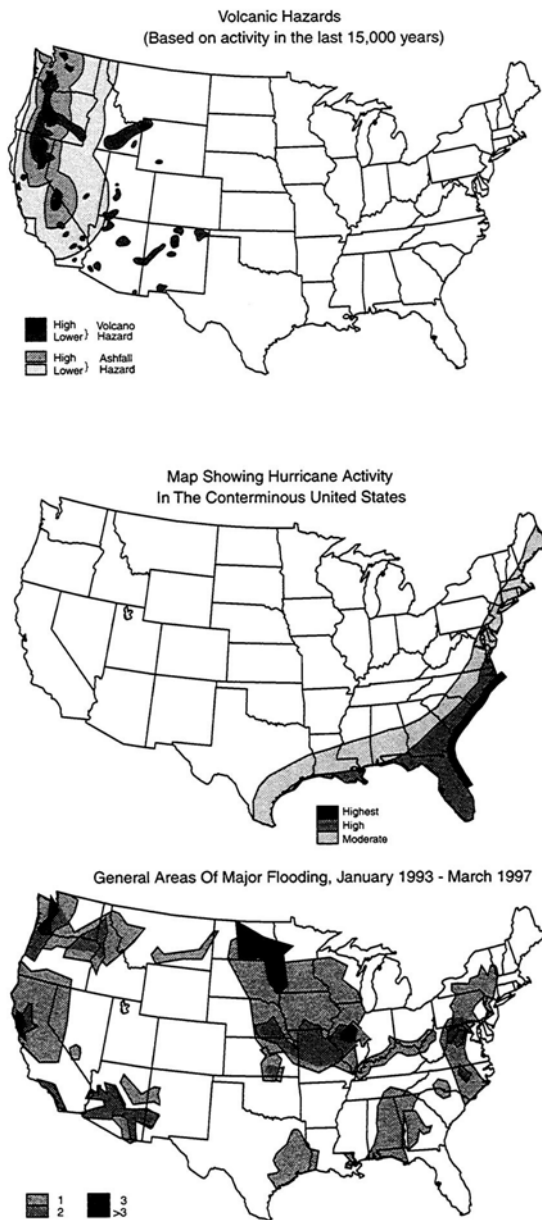 Volcanic Hazards
(Based on activity in the last 15,000 years)
High } Volcano
Lower } Hazard
High } Ashfall
Lower } Hazard
Map Showing Hurricane Activity
In The Conterminous United States
Highest
High
Moderate
General Areas Of Major Flooding, January 1993 - March 1997
1 3
2 >3